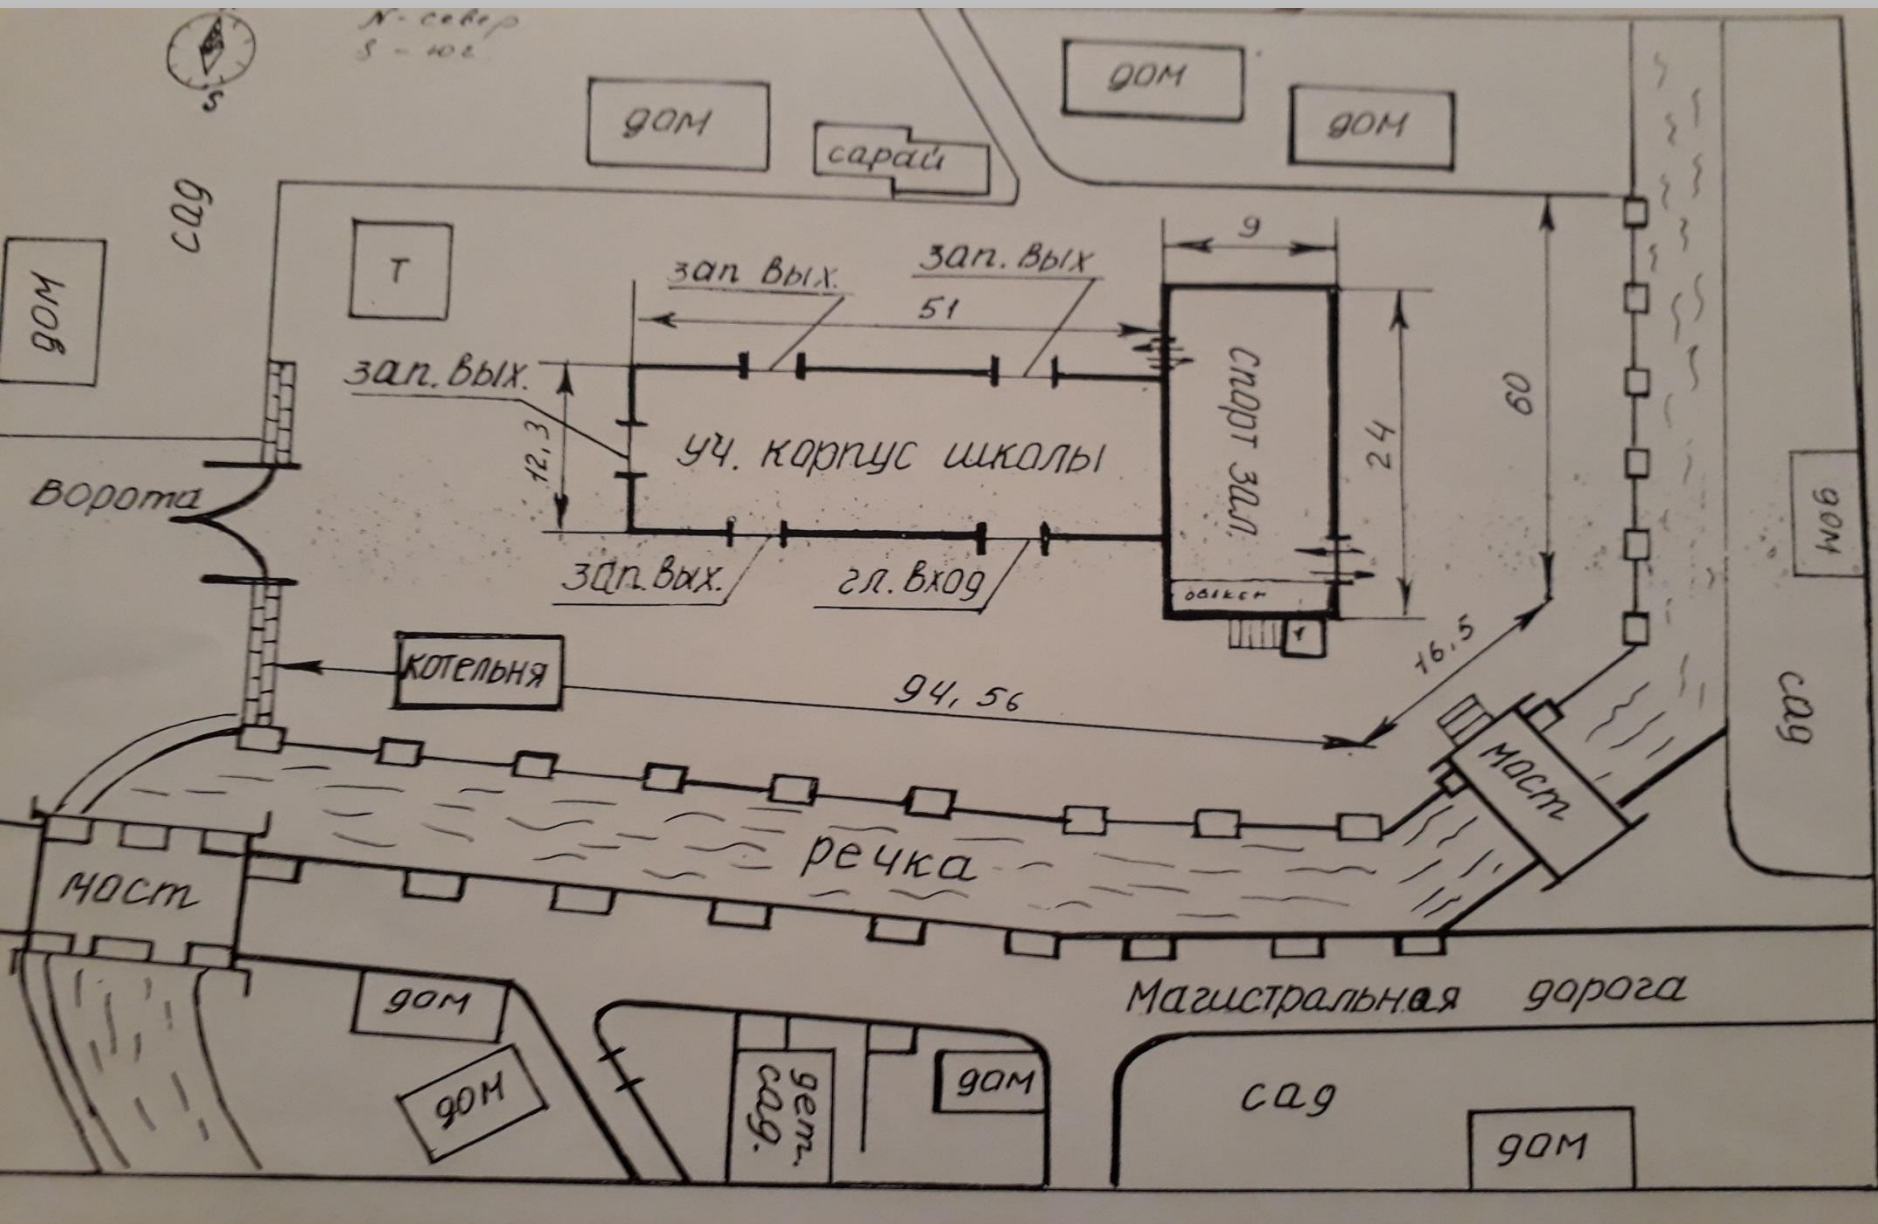 N - север
S - юг
S
дом
дом
дом
сарай
сад
дом
Т
зап вых.
зап. вых
9
51
зап. вых.
12,3
уч. корпус школы
спорт зал.
24
60
дом
ворота
зап. вых.
гл. вход
котельня
94,56
16,5
мост
сад
речка
мост
Магистральная дорога
дом
дом
дет.
сад.
дом
сад
дом